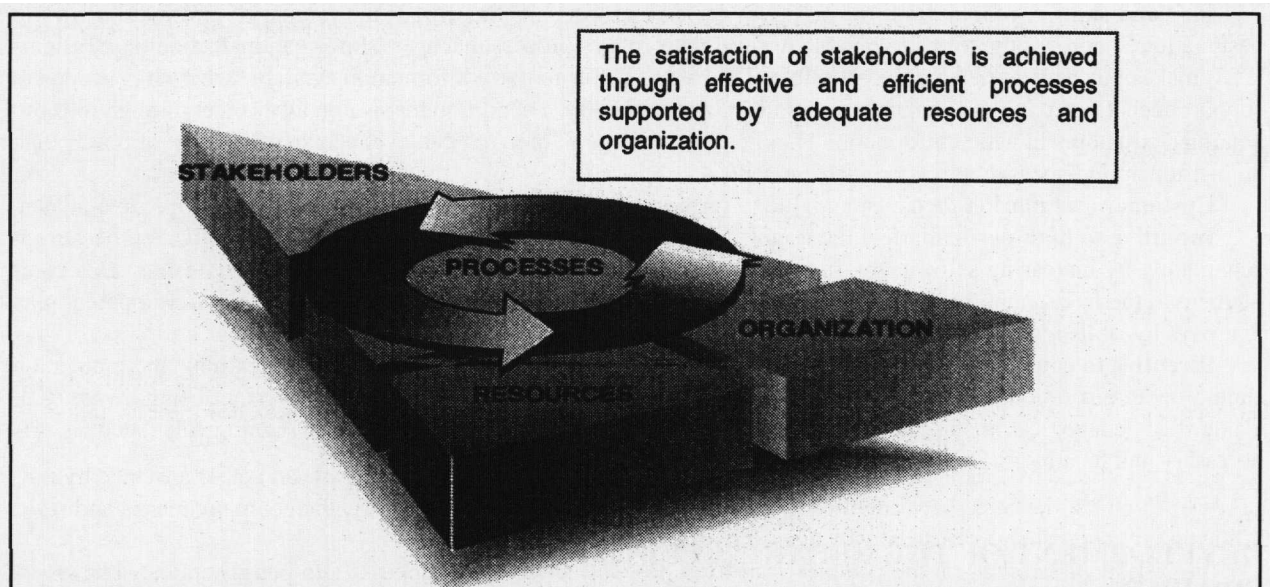 The satisfaction of stakeholders is achieved
through effective and efficient processes
supported by adequate resources and
organization.
STAKEHOLDERS
PROCESSES
ORGANIZATION
RESOURCES